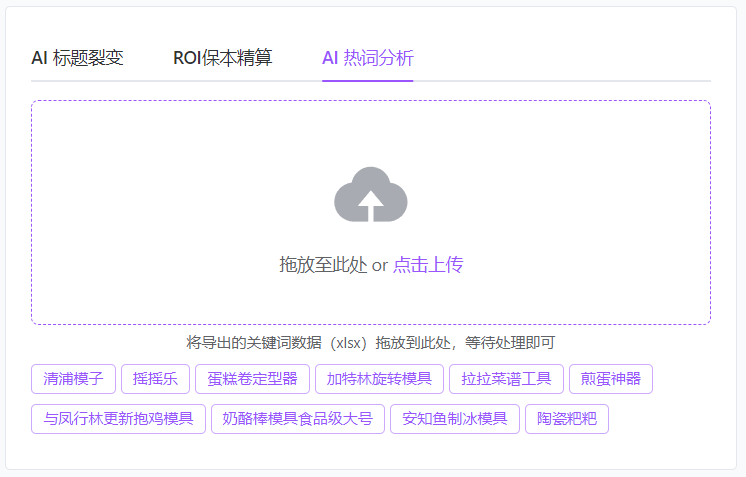 AI 标题裂变 ROI保本精算 AI 热词分析
拖放至此处 or 点击上传
将导出的关键词数据（xlsx）拖放到此处，等待处理即可
清浦模子 摇摇乐 蛋糕卷定型器 加特林旋转模具 拉拉菜谱工具 煎蛋神器
与凤行林更新抱鸡模具 奶酪棒模具食品级大号 安知鱼制冰模具 陶瓷粑粑